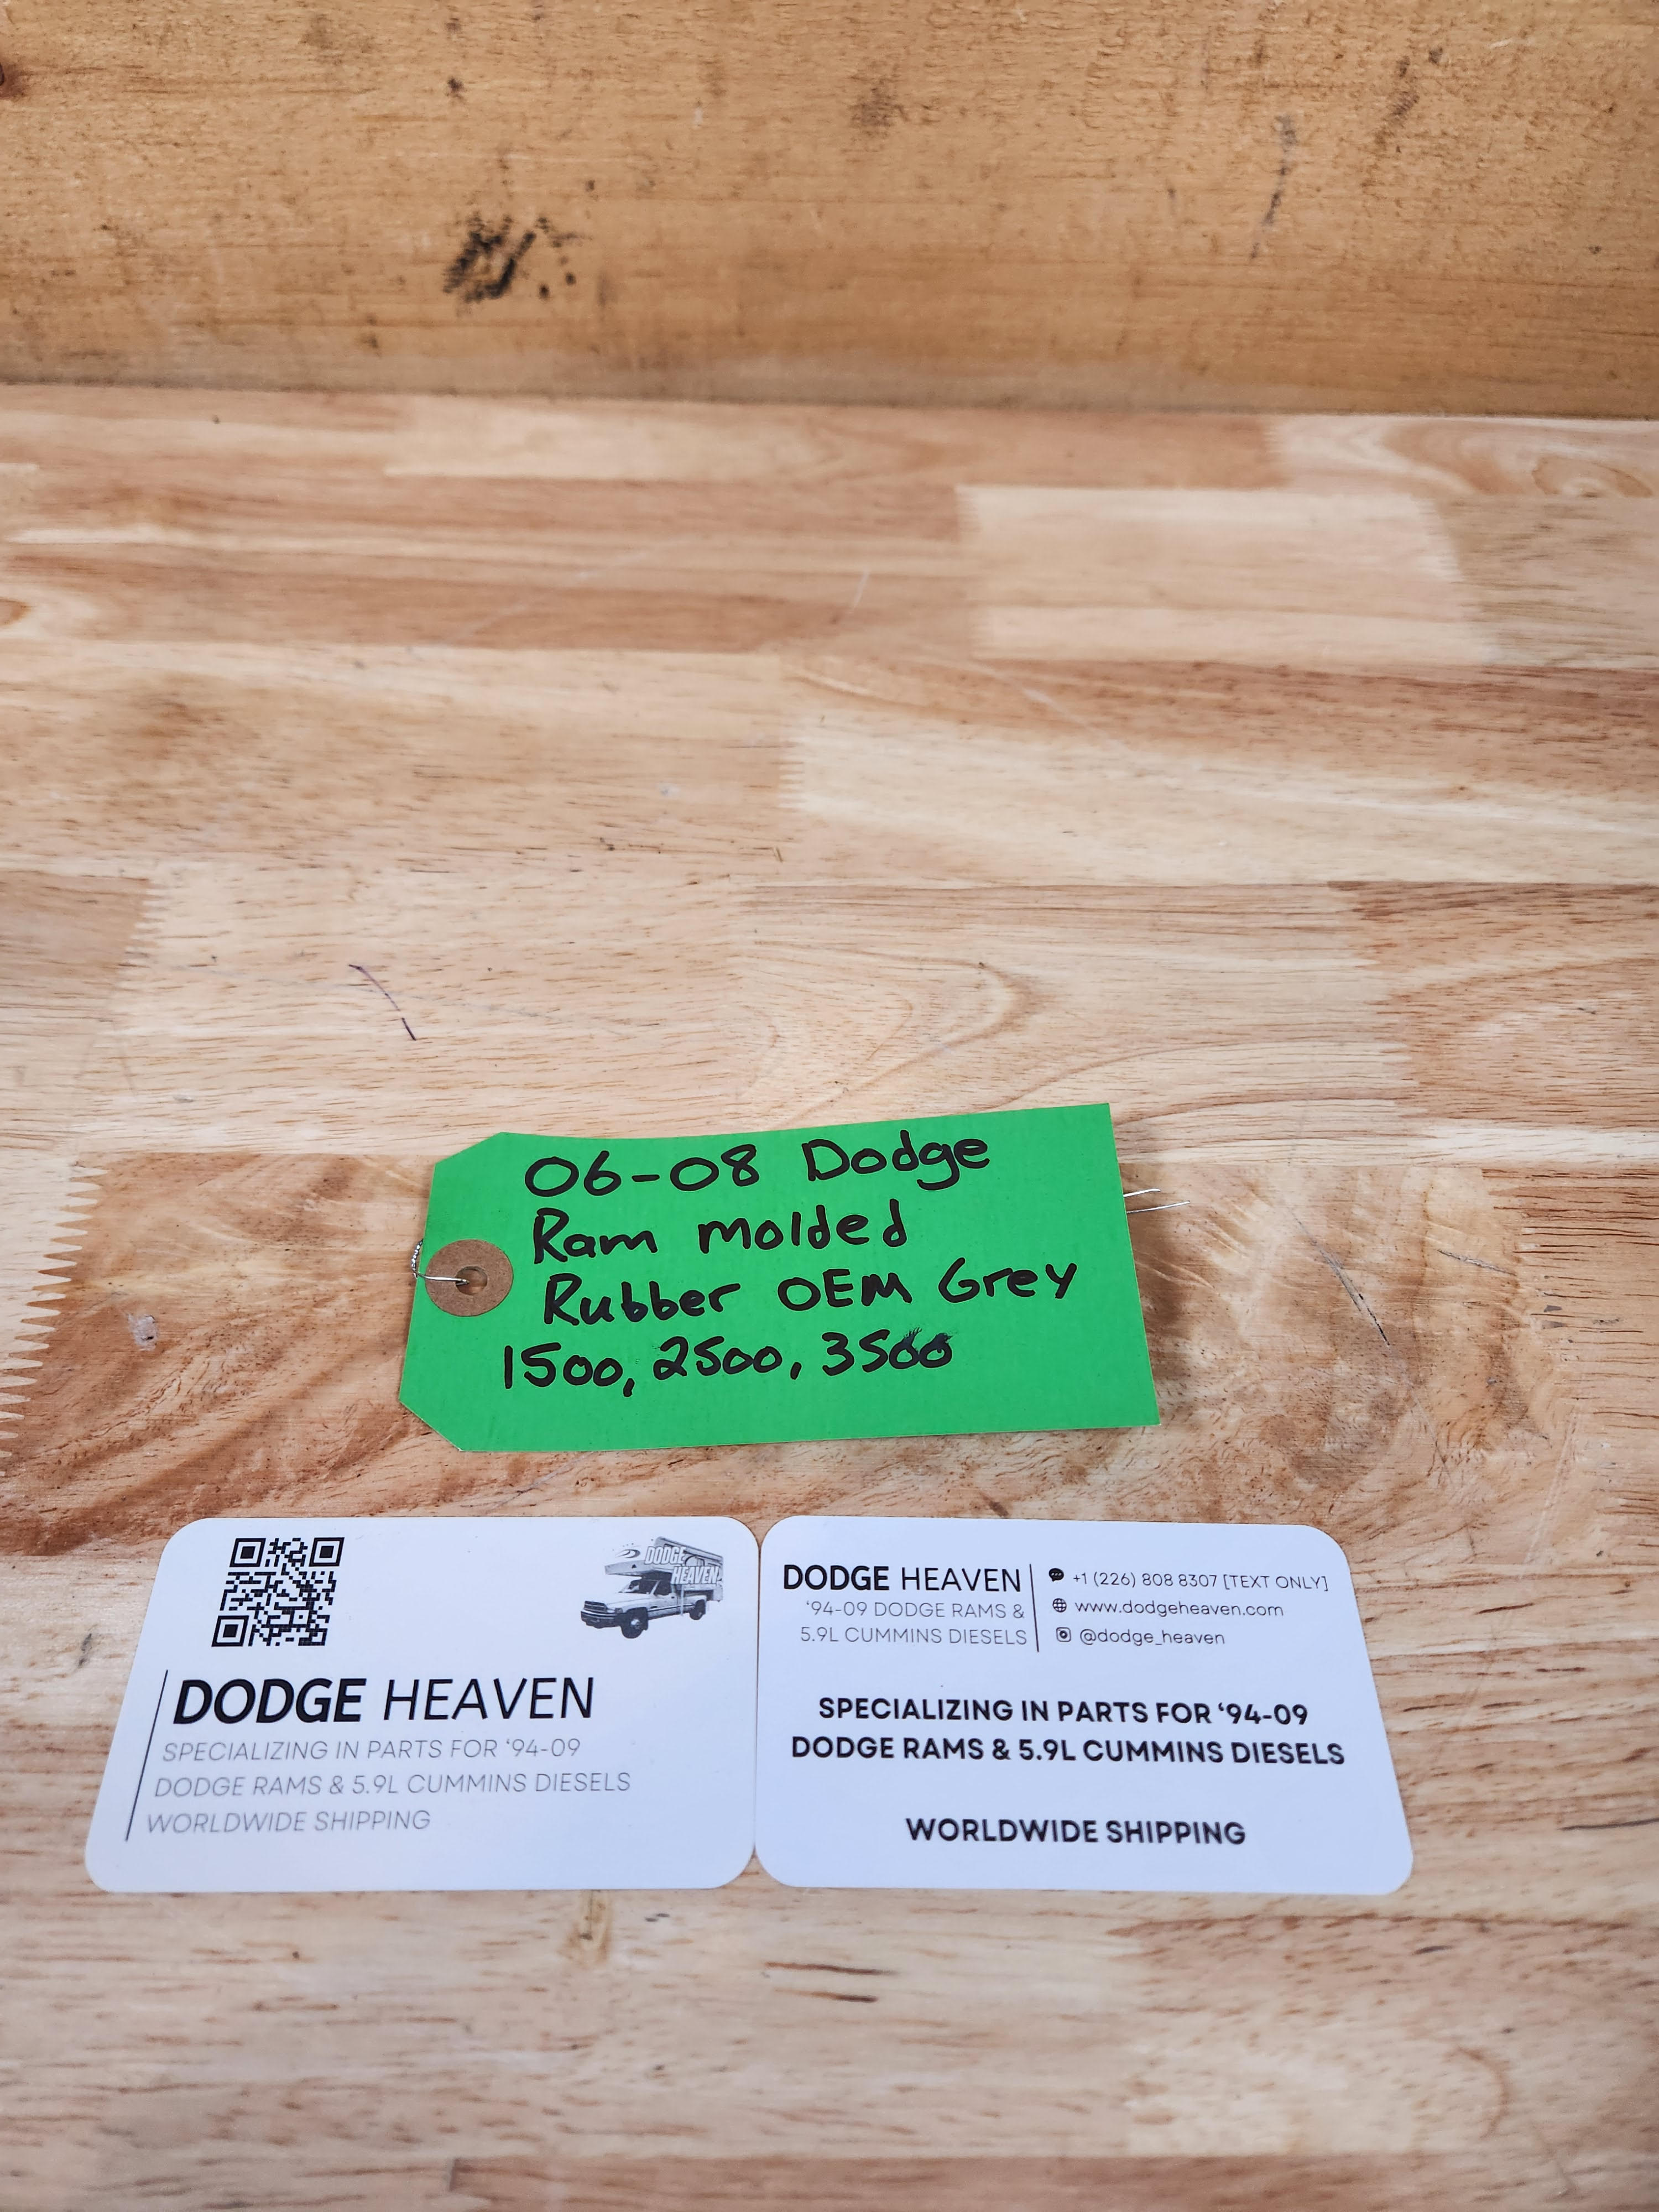 06-08 Dodge
Ram molded
Rubber OEM Grey
1500, 2500, 3500
DODGE
HEAVEN
DODGE HEAVEN
SPECIALIZING IN PARTS FOR ‘94-09
DODGE RAMS & 5.9L CUMMINS DIESELS
WORLDWIDE SHIPPING
DODGE HEAVEN
‘94-09 DODGE RAMS &
5.9L CUMMINS DIESELS
+1 (226) 808 8307 [TEXT ONLY]
www.dodgeheaven.com
@dodge_heaven
SPECIALIZING IN PARTS FOR ‘94-09
DODGE RAMS & 5.9L CUMMINS DIESELS
WORLDWIDE SHIPPING